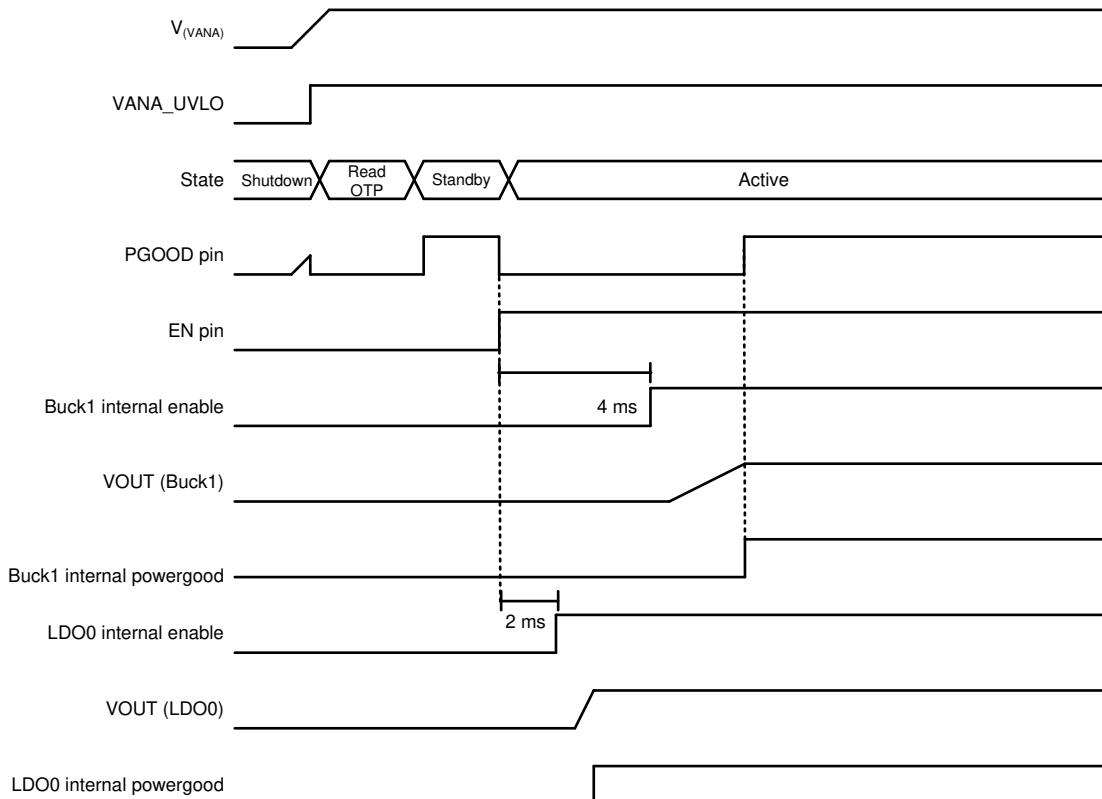 V(VANA)
VANA_UVLO
State
Shutdown
Read
OTP
Standby
Active
PGOOD pin
EN pin
Buck1 internal enable
4 ms
VOUT (Buck1)
Buck1 internal powergood
2 ms
LDO0 internal enable
VOUT (LDO0)
LDO0 internal powergood